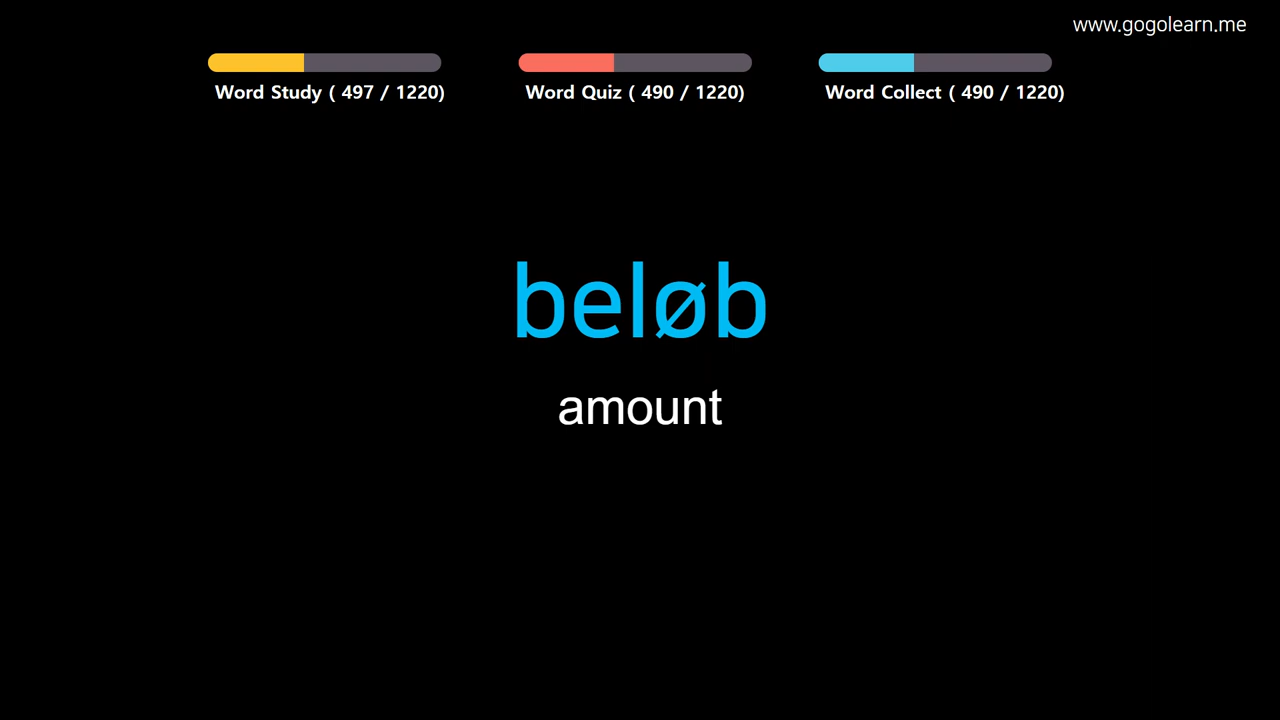 www.gogolearn.me
Word Study ( 497 / 1220)
Word Quiz ( 490 / 1220)
Word Collect ( 490 / 1220)
beløb
amount